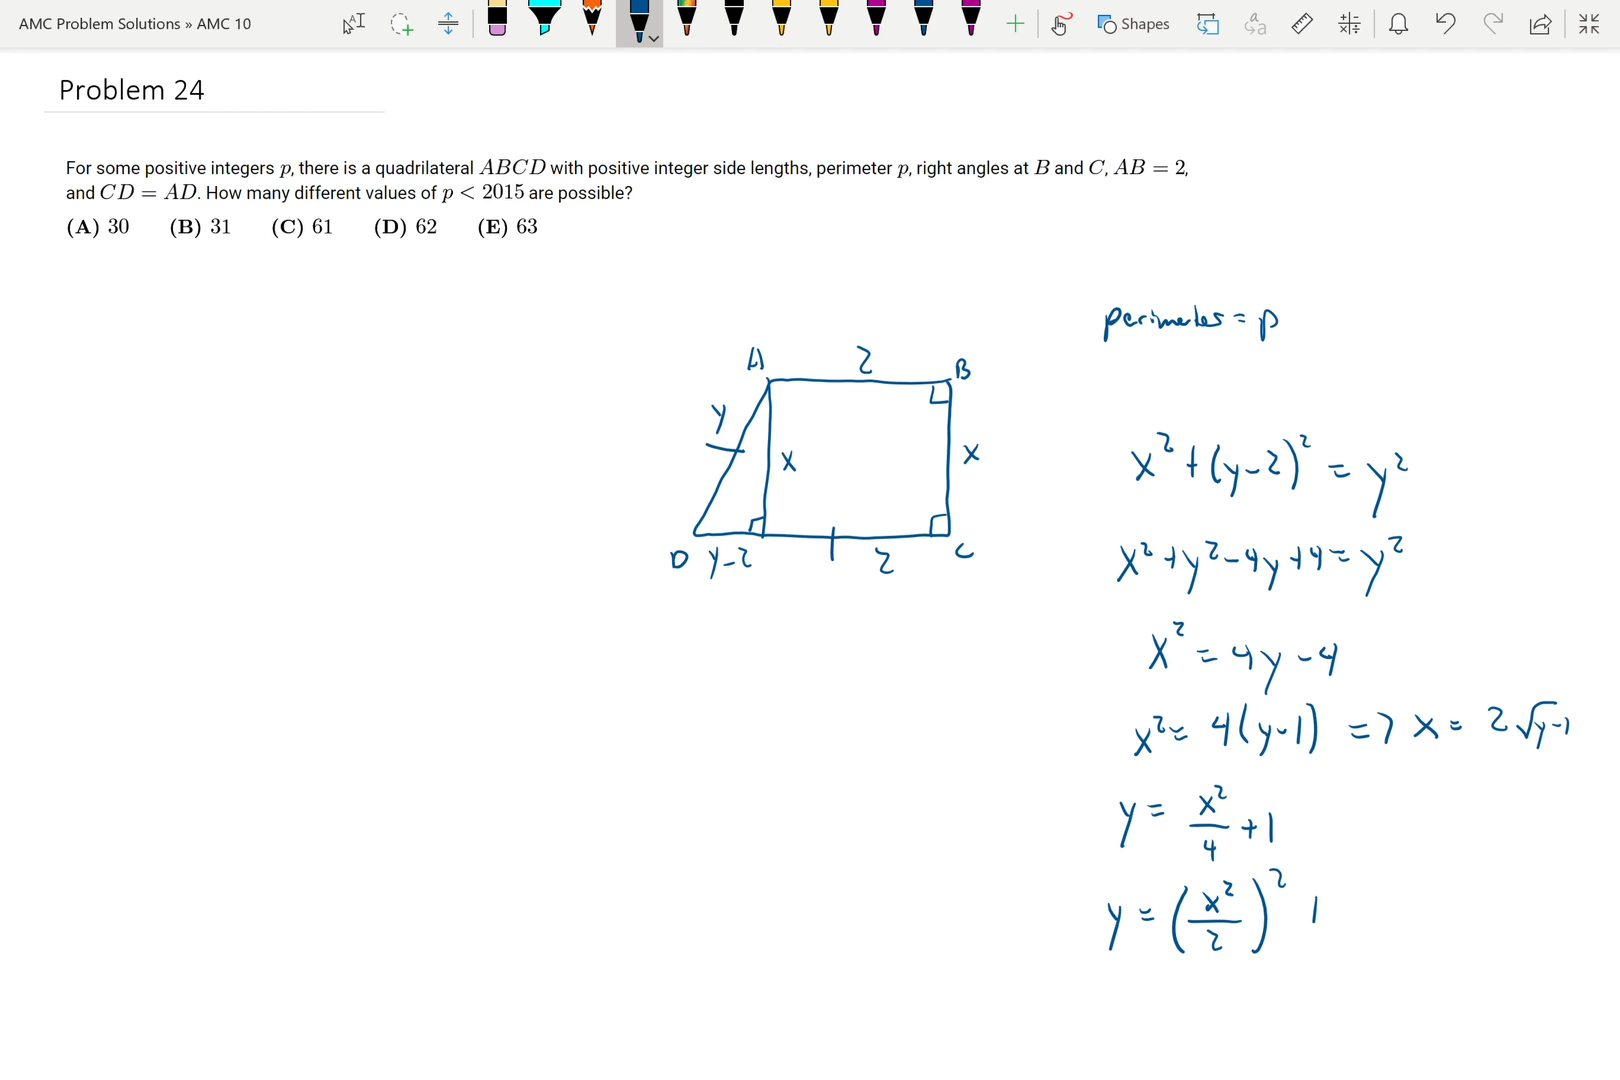 AMC Problem Solutions » AMC 10
Shapes
Problem 24
For some positive integers p, there is a quadrilateral ABCD with positive integer side lengths, perimeter p, right angles at B and C, AB = 2,
and CD = AD. How many different values of p < 2015 are possible?
(A) 30 (B) 31 (C) 61 (D) 62 (E) 63
perimeter = p
A 2 B
y x x
D y-2 2 C
x² + (y-2)² = y²
x² + y² - 4y + 4 = y²
x² = 4y - 4
x² = 4(y-1) => x = 2√y-1
y = x²/4 + 1
y = (x²/2)² 1